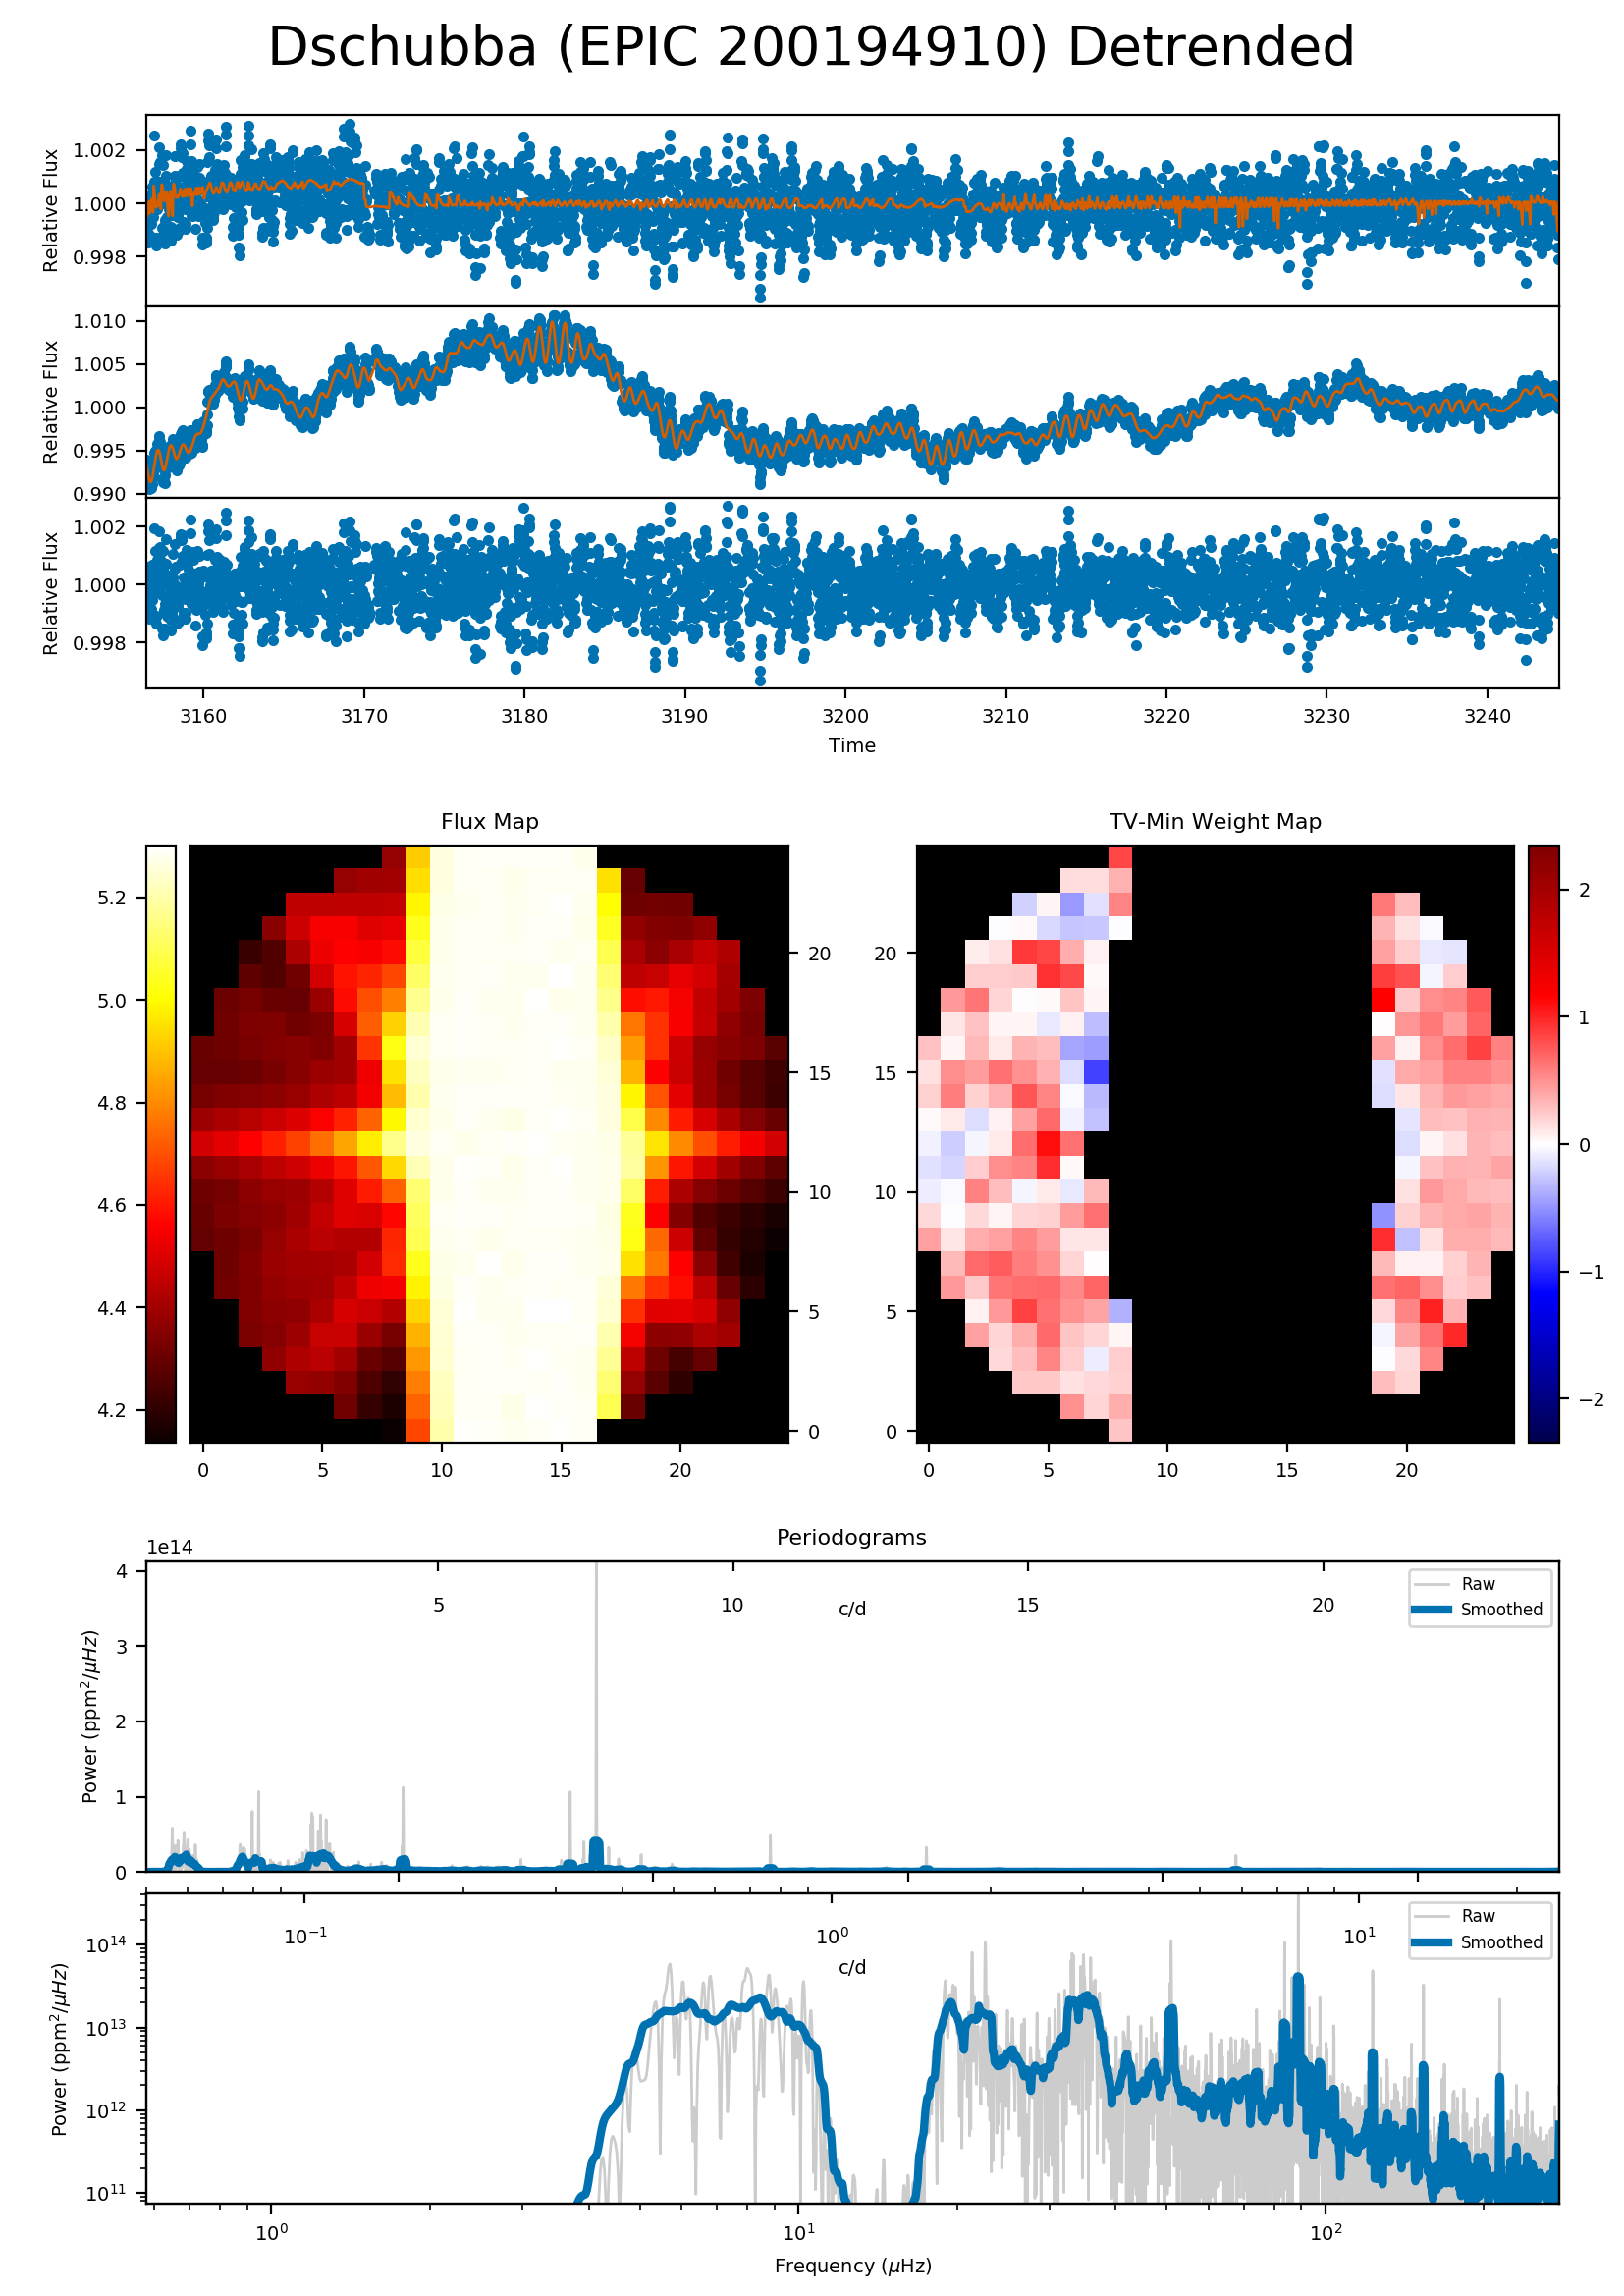 Dschubba (EPIC 200194910) Detrended
Relative Flux
1.002
1.000
0.998
Relative Flux
1.010
1.005
1.000
0.995
0.990
Relative Flux
1.002
1.000
0.998
3160 3170 3180 3190 3200 3210 3220 3230 3240
Time
Flux Map
5.2
5.0
4.8
4.6
4.4
4.2
20
15
10
5
0
0 5 10 15 20
TV-Min Weight Map
20
15
10
5
0
0 5 10 15 20
2
1
0
−1
−2
Periodograms
1e14
Power (ppm²/μHz)
4
3
2
1
0
5 10 15 20
c/d
Raw
Smoothed
Power (ppm²/μHz)
10¹⁴
10¹³
10¹²
10¹¹
10⁻¹ 10⁰ 10¹
c/d
Raw
Smoothed
10⁰ 10¹ 10²
Frequency (μHz)